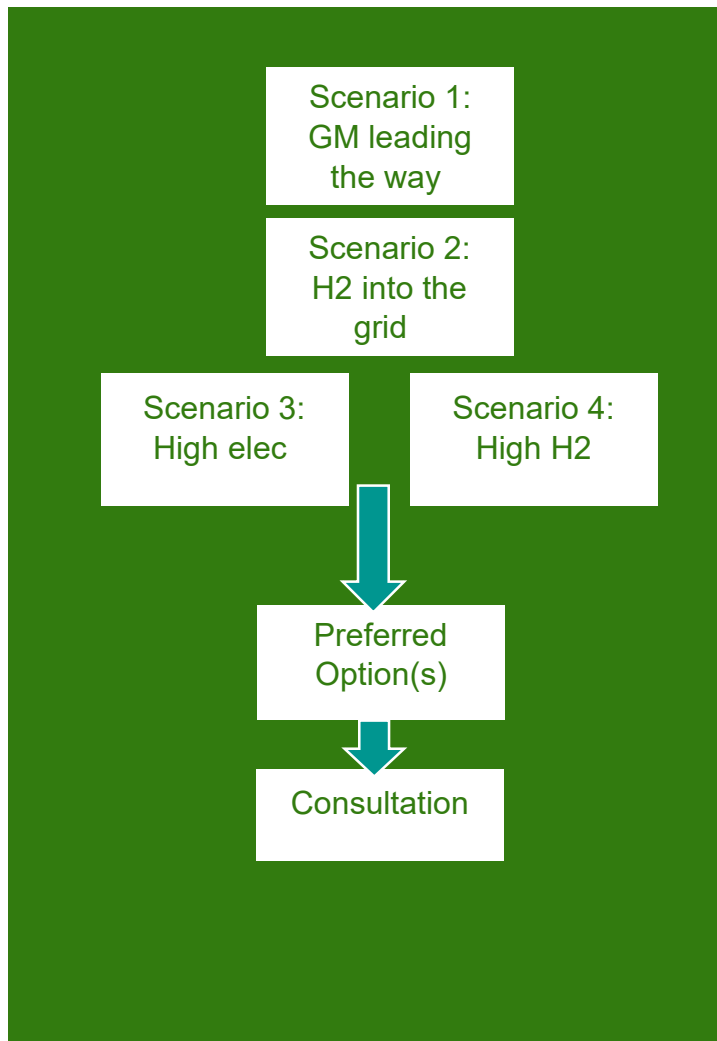 Scenario 1:
GM leading
the way
Scenario 2:
H2 into the
grid
Scenario 3:
High elec
Scenario 4:
High H2
Preferred
Option(s)
Consultation